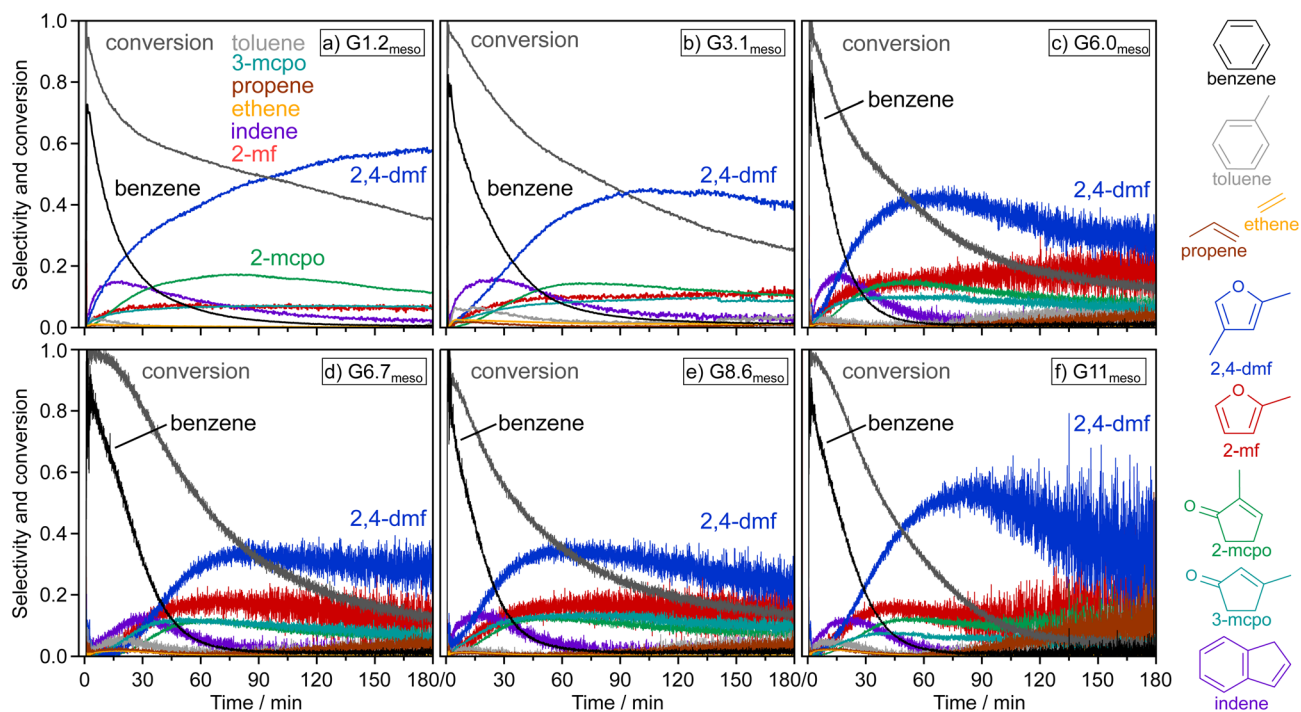 Selectivity and conversion
1.0
0.8
0.6
0.4
0.2
0.0
conversion
toluene
3-mcpo
propene
ethene
indene
2-mf
a) G1.2meso
benzene
2,4-dmf
2-mcpo
conversion
b) G3.1meso
benzene
2,4-dmf
conversion
c) G6.0meso
benzene
2,4-dmf
Selectivity and conversion
1.0
0.8
0.6
0.4
0.2
0.0
conversion
d) G6.7meso
benzene
2,4-dmf
conversion
e) G8.6meso
benzene
2,4-dmf
conversion
f) G11meso
benzene
2,4-dmf
0 30 60 90 120 150 180/0 30 60 90 120 150 180/0 30 60 90 120 150 180
Time / min Time / min Time / min
benzene
toluene
ethene
propene
O
2,4-dmf
O
2-mf
O
2-mcpo
O
3-mcpo
indene